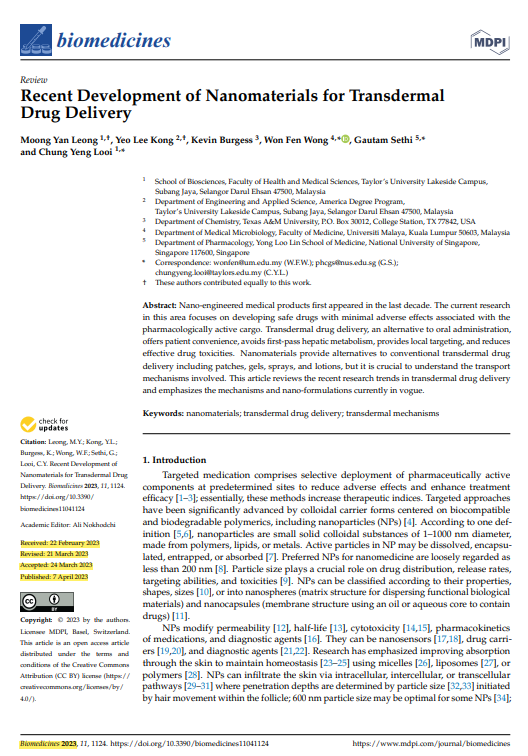 biomedicines
MDPI
Review
Recent Development of Nanomaterials for Transdermal
Drug Delivery
Moong Yan Leong 1,†, Yeo Lee Kong 2,†, Kevin Burgess 3, Won Fen Wong 4,*, Gautam Sethi 5,*
and Chung Yeng Looi 1,*
1 School of Biosciences, Faculty of Health and Medical Sciences, Taylor's University Lakeside Campus,
Subang Jaya, Selangor Darul Ehsan 47500, Malaysia
2 Department of Engineering and Applied Science, America Degree Program,
Taylor's University Lakeside Campus, Subang Jaya, Selangor Darul Ehsan 47500, Malaysia
3 Department of Chemistry, Texas A&M University, P.O. Box 30012, College Station, TX 77842, USA
4 Department of Medical Microbiology, Faculty of Medicine, Universiti Malaya, Kuala Lumpur 50603, Malaysia
5 Department of Pharmacology, Yong Loo Lin School of Medicine, National University of Singapore,
Singapore 117600, Singapore
* Correspondence: wonfen@um.edu.my (W.F.W.); phcgs@nus.edu.sg (G.S.);
chungyeng.looi@taylors.edu.my (C.Y.L.)
† These authors contributed equally to this work.
Abstract: Nano-engineered medical products first appeared in the last decade. The current research
in this area focuses on developing safe drugs with minimal adverse effects associated with the
pharmacologically active cargo. Transdermal drug delivery, an alternative to oral administration,
offers patient convenience, avoids first-pass hepatic metabolism, provides local targeting, and reduces
effective drug toxicities. Nanomaterials provide alternatives to conventional transdermal drug
delivery including patches, gels, sprays, and lotions, but it is crucial to understand the transport
mechanisms involved. This article reviews the recent research trends in transdermal drug delivery
and emphasizes the mechanisms and nano-formulations currently in vogue.
Keywords: nanomaterials; transdermal drug delivery; transdermal mechanisms
check for
updates
Citation: Leong, M.Y.; Kong, Y.L.;
Burgess, K.; Wong, W.F.; Sethi, G.;
Looi, C.Y. Recent Development of
Nanomaterials for Transdermal Drug
Delivery. Biomedicines 2023, 11, 1124.
https://doi.org/10.3390/
biomedicines11041124
Academic Editor: Ali Nokhodchi
Received: 22 February 2023
Revised: 21 March 2023
Accepted: 24 March 2023
Published: 7 April 2023
CC BY
Copyright: © 2023 by the authors.
Licensee MDPI, Basel, Switzerland.
This article is an open access article
distributed under the terms and
conditions of the Creative Commons
Attribution (CC BY) license (https://
creativecommons.org/licenses/by/
4.0/).
1. Introduction
Targeted medication comprises selective deployment of pharmaceutically active
components at predetermined sites to reduce adverse effects and enhance treatment
efficacy [1–3]; essentially, these methods increase therapeutic indices. Targeted approaches
have been significantly advanced by colloidal carrier forms centered on biocompatible
and biodegradable polymerics, including nanoparticles (NPs) [4]. According to one def-
inition [5,6], nanoparticles are small solid colloidal substances of 1–1000 nm diameter,
made from polymers, lipids, or metals. Active particles in NP may be dissolved, encapsu-
lated, entrapped, or absorbed [7]. Preferred NPs for nanomedicine are loosely regarded as
less than 200 nm [8]. Particle size plays a crucial role on drug distribution, release rates,
targeting abilities, and toxicities [9]. NPs can be classified according to their properties,
shapes, sizes [10], or into nanospheres (matrix structure for dispersing functional biological
materials) and nanocapsules (membrane structure using an oil or aqueous core to contain
drugs) [11].
NPs modify permeability [12], half-life [13], cytotoxicity [14,15], pharmacokinetics
of medications, and diagnostic agents [16]. They can be nanosensors [17,18], drug carri-
ers [19,20], and diagnostic agents [21,22]. Research has emphasized improving absorption
through the skin to maintain homeostasis [23–25] using micelles [26], liposomes [27], or
polymers [28]. NPs can infiltrate the skin via intracellular, intercellular, or transcellular
pathways [29–31] where penetration depths are determined by particle size [32,33] initiated
by hair movement within the follicle; 600 nm particle size may be optimal for some NPs [34];
Biomedicines 2023, 11, 1124. https://doi.org/10.3390/biomedicines11041124
https://www.mdpi.com/journal/biomedicines